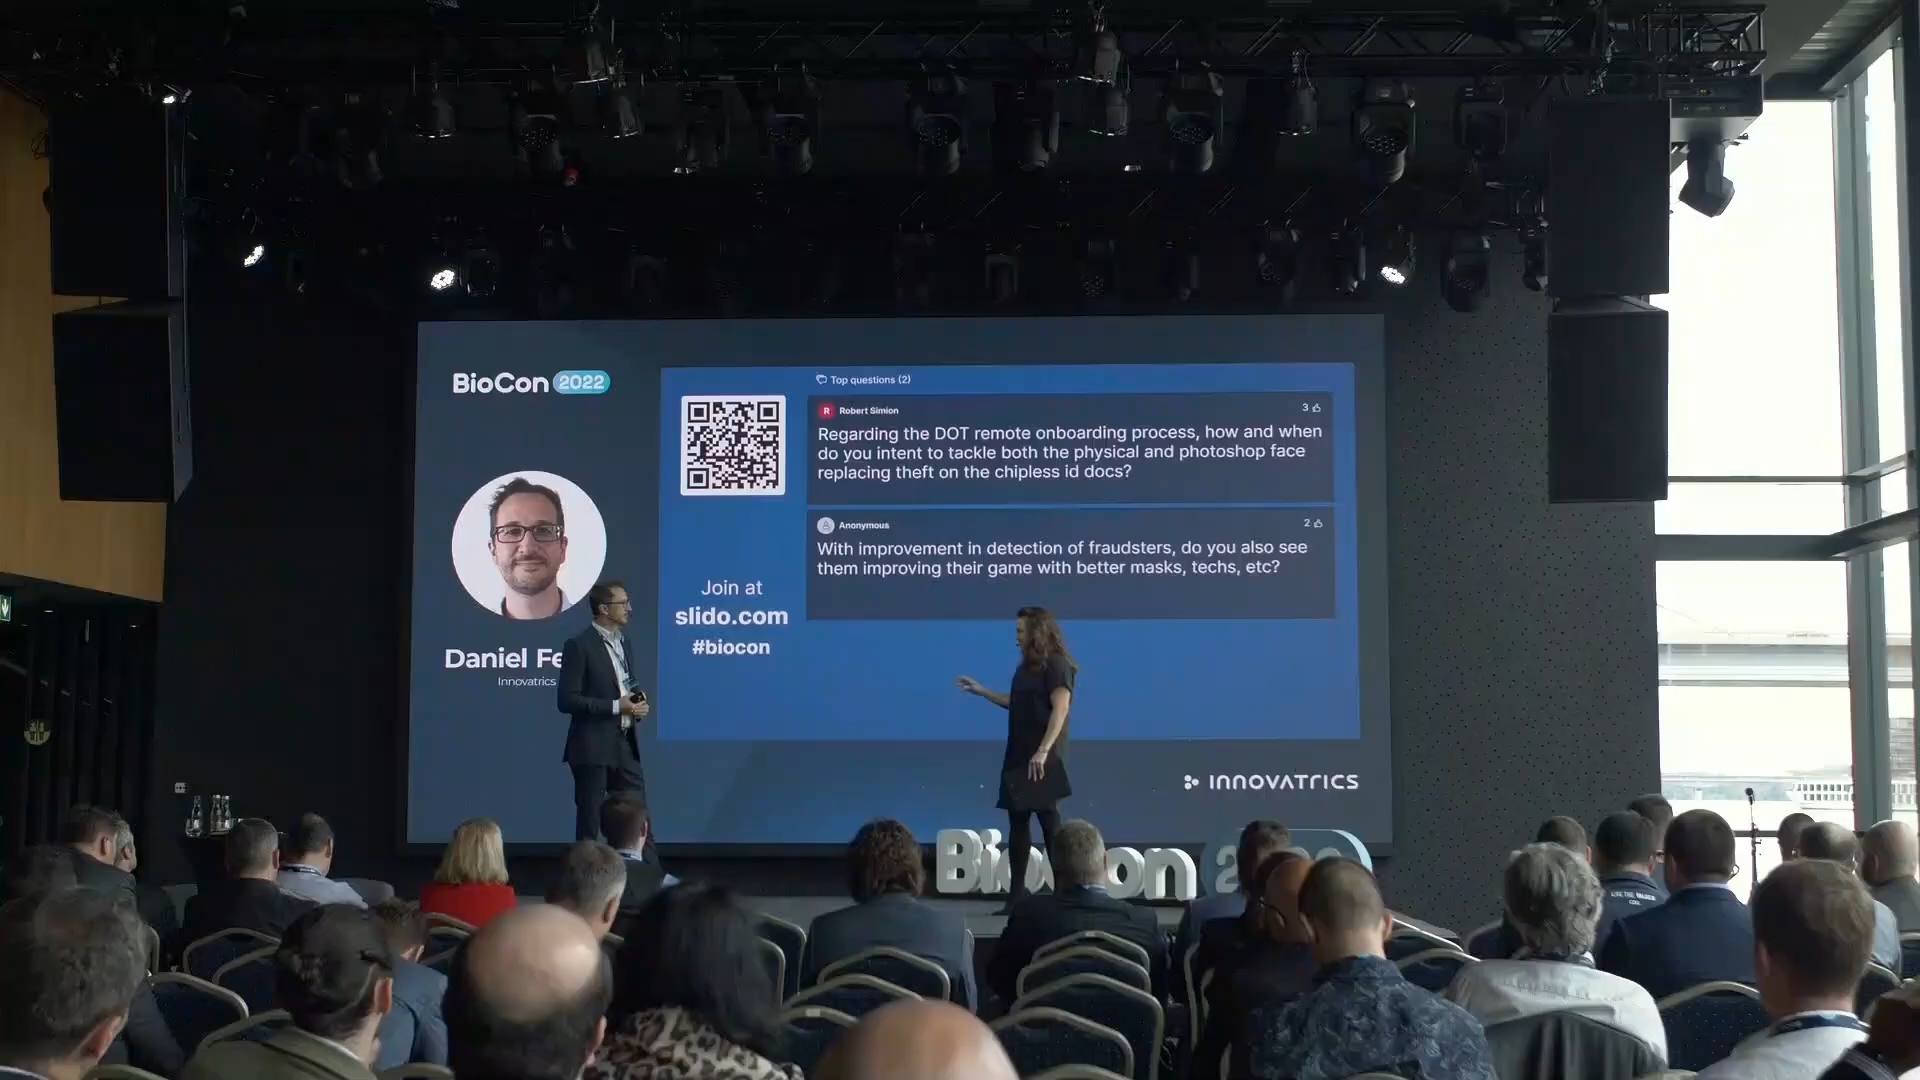 BioCon 2022
Top questions (2)
R Robert Simion 3
Regarding the DOT remote onboarding process, how and when
do you intent to tackle both the physical and photoshop face
replacing theft on the chipless id docs?
Anonymous 2
With improvement in detection of fraudsters, do you also see
them improving their game with better masks, techs, etc?
Join at
slido.com
#biocon
Daniel Fe
Innovatrics
INNOVATRICS
BioCon 2022